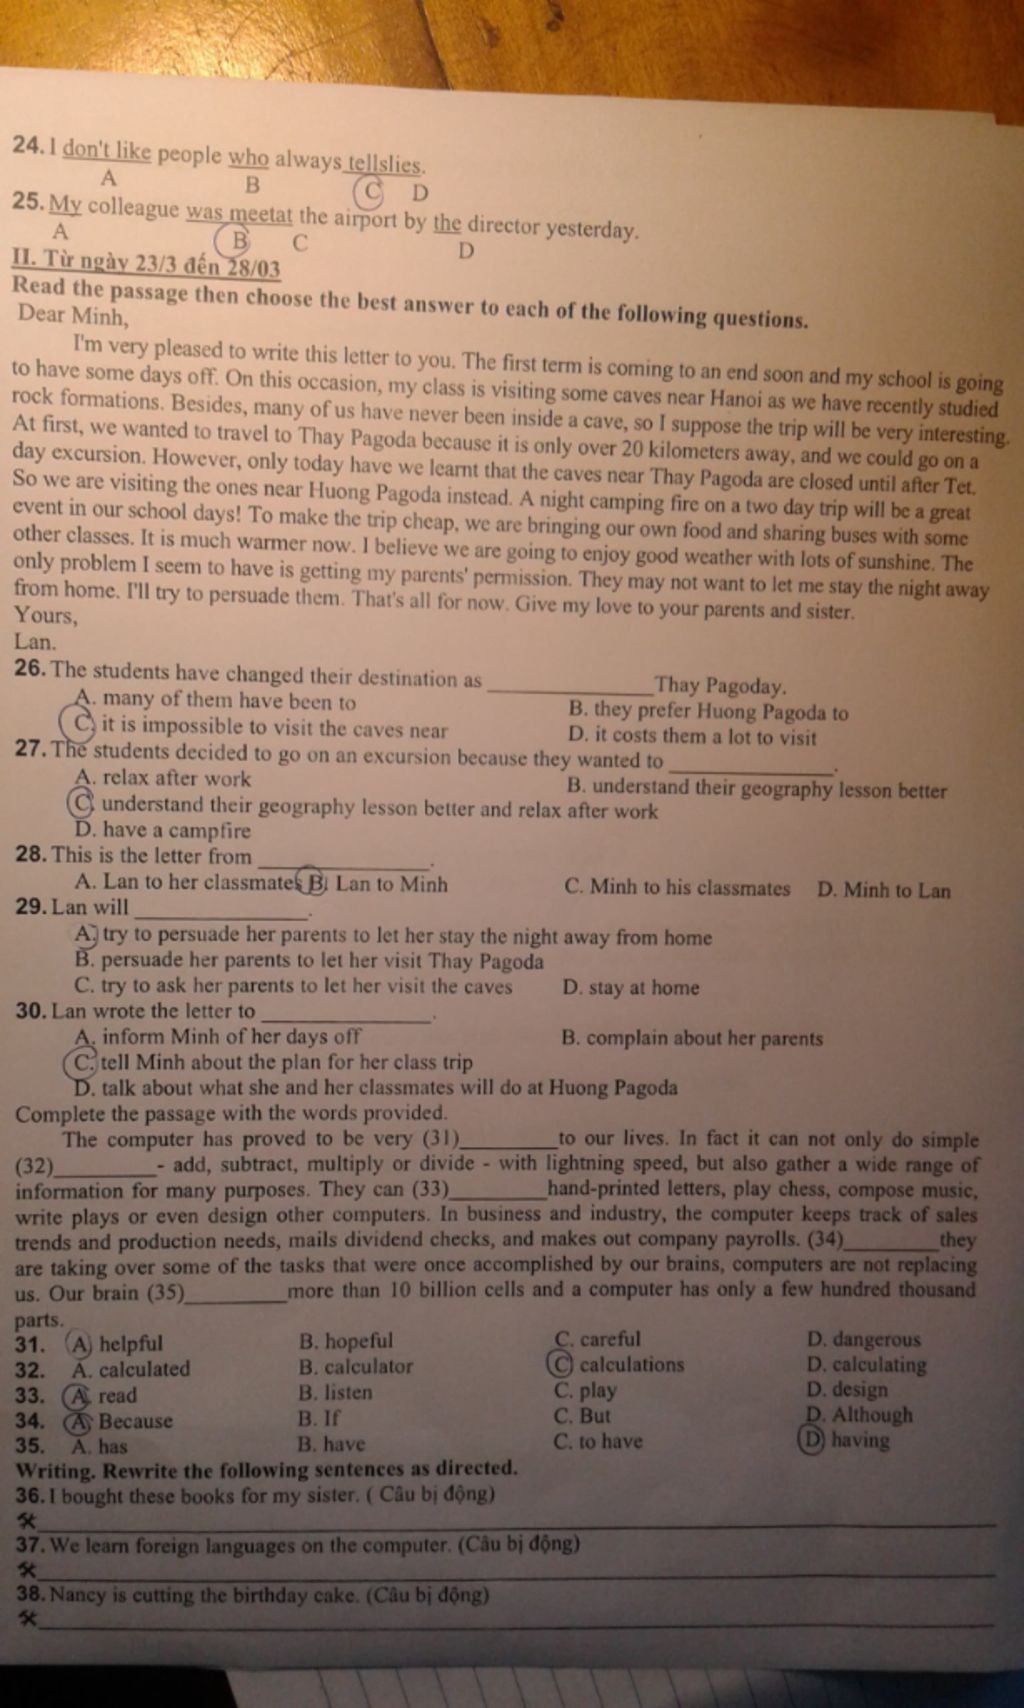 24. I don't like people who always tellslies.
A B C D
25. My colleague was meetat the airport by the director yesterday.
A B C D
II. Từ ngày 23/3 đến 28/03
Read the passage then choose the best answer to each of the following questions.
Dear Minh,
I'm very pleased to write this letter to you. The first term is coming to an end soon and my school is going
to have some days off. On this occasion, my class is visiting some caves near Hanoi as we have recently studied
rock formations. Besides, many of us have never been inside a cave, so I suppose the trip will be very interesting.
At first, we wanted to travel to Thay Pagoda because it is only over 20 kilometers away, and we could go on a
day excursion. However, only today have we learnt that the caves near Thay Pagoda are closed until after Tet.
So we are visiting the ones near Huong Pagoda instead. A night camping fire on a two day trip will be a great
event in our school days! To make the trip cheap, we are bringing our own food and sharing buses with some
other classes. It is much warmer now. I believe we are going to enjoy good weather with lots of sunshine. The
only problem I seem to have is getting my parents' permission. They may not want to let me stay the night away
from home. I'll try to persuade them. That's all for now. Give my love to your parents and sister.
Yours,
Lan.
26. The students have changed their destination as ______________ Thay Pagoday.
A. many of them have been to B. they prefer Huong Pagoda to
C. it is impossible to visit the caves near D. it costs them a lot to visit
27. The students decided to go on an excursion because they wanted to ______________.
A. relax after work B. understand their geography lesson better
C. understand their geography lesson better and relax after work
D. have a campfire
28. This is the letter from ______________.
A. Lan to her classmates B. Lan to Minh C. Minh to his classmates D. Minh to Lan
29. Lan will ______________.
A. try to persuade her parents to let her stay the night away from home
B. persuade her parents to let her visit Thay Pagoda
C. try to ask her parents to let her visit the caves D. stay at home
30. Lan wrote the letter to ______________.
A. inform Minh of her days off B. complain about her parents
C. tell Minh about the plan for her class trip
D. talk about what she and her classmates will do at Huong Pagoda
Complete the passage with the words provided.
The computer has proved to be very (31)________ to our lives. In fact it can not only do simple
(32)________ - add, subtract, multiply or divide - with lightning speed, but also gather a wide range of
information for many purposes. They can (33)________ hand-printed letters, play chess, compose music,
write plays or even design other computers. In business and industry, the computer keeps track of sales
trends and production needs, mails dividend checks, and makes out company payrolls. (34)________ they
are taking over some of the tasks that were once accomplished by our brains, computers are not replacing
us. Our brain (35)________ more than 10 billion cells and a computer has only a few hundred thousand
parts.
31. A. helpful B. hopeful C. careful D. dangerous
32. A. calculated B. calculator C. calculations D. calculating
33. A. read B. listen C. play D. design
34. A. Because B. If C. But D. Although
35. A. has B. have C. to have D. having
Writing. Rewrite the following sentences as directed.
36. I bought these books for my sister. ( Câu bị động)
37. We learn foreign languages on the computer. (Câu bị động)
38. Nancy is cutting the birthday cake. (Câu bị động)